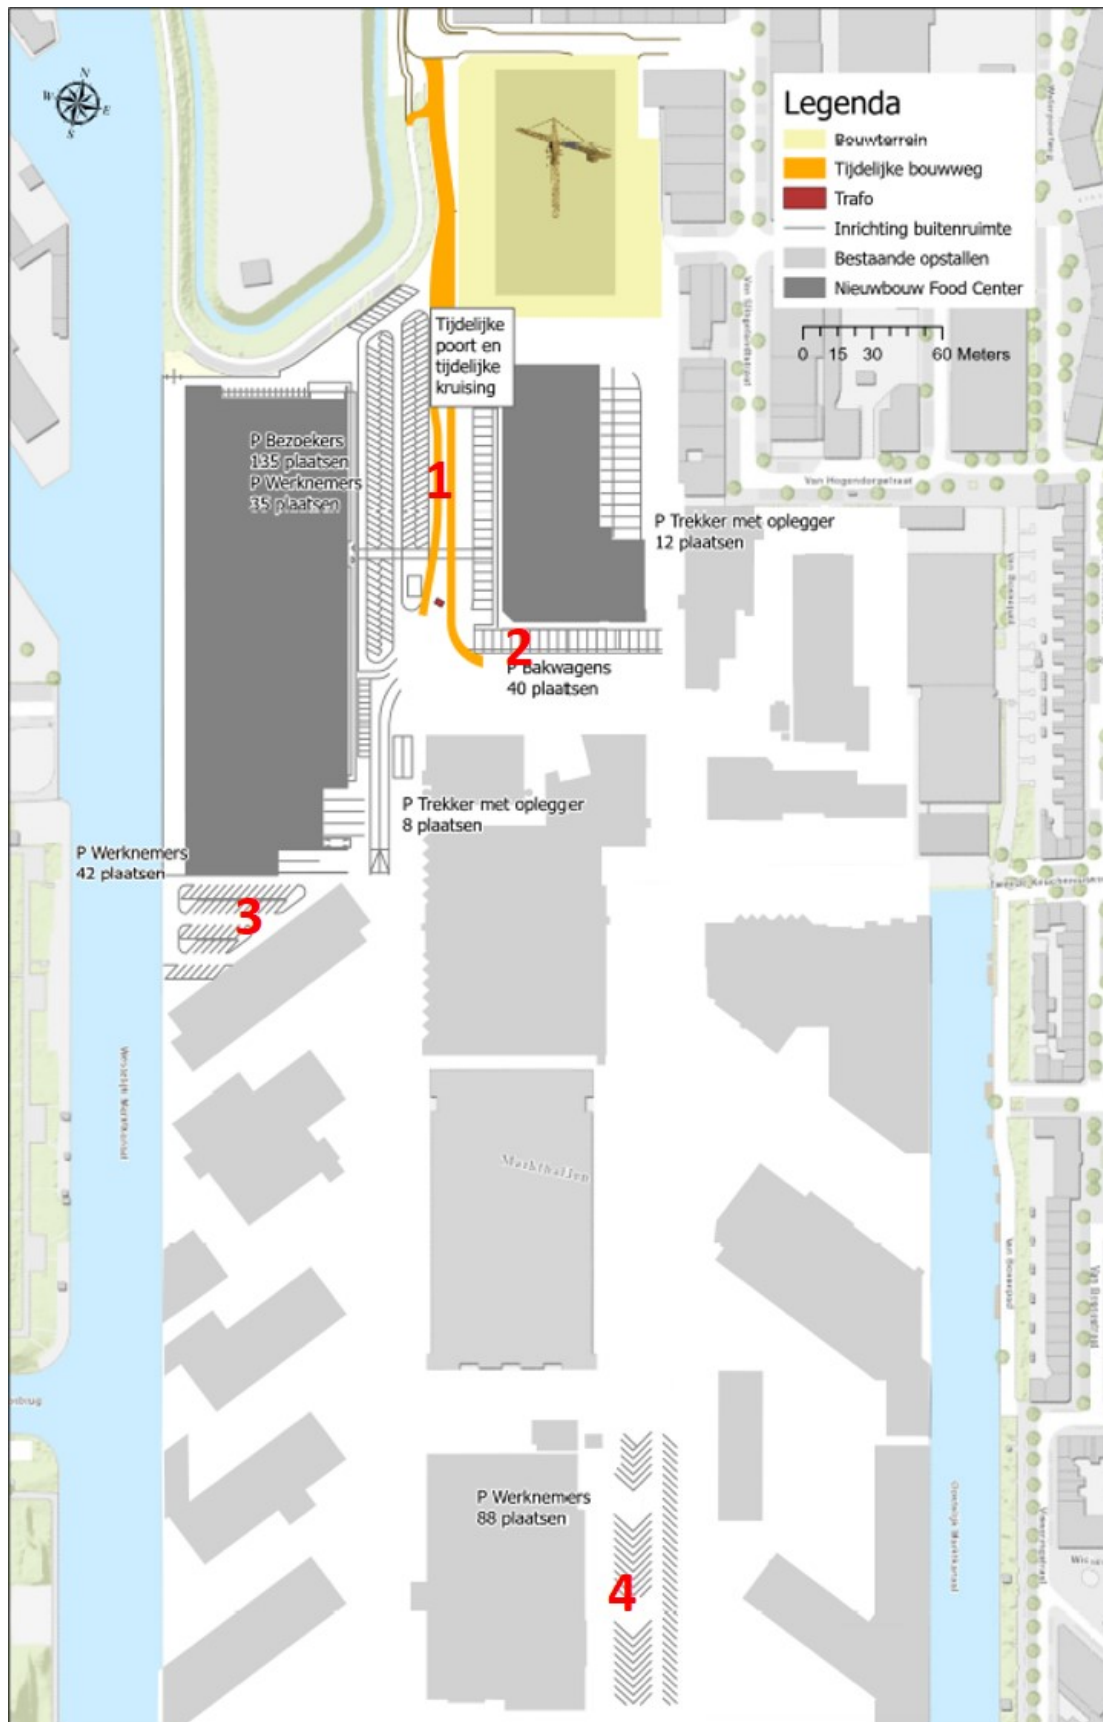 N
W
E
S
Legenda
Bouwterrein
Tijdelijke bouwweg
Trafo
Inrichting buitenruimte
Bestaande opstallen
Nieuwbouw Food Center
0 15 30 60 Meters
Tijdelijke
poort en
tijdelijke
kruising
P Bezoekers
135 plaatsen
P Werknemers
35 plaatsen
1
Van Hogendorpstraat
P Trekker met oplegger
12 plaatsen
2
P Bakwagens
40 plaatsen
P Trekker met oplegger
8 plaatsen
P Werknemers
42 plaatsen
3
Markthallen
P Werknemers
88 plaatsen
4